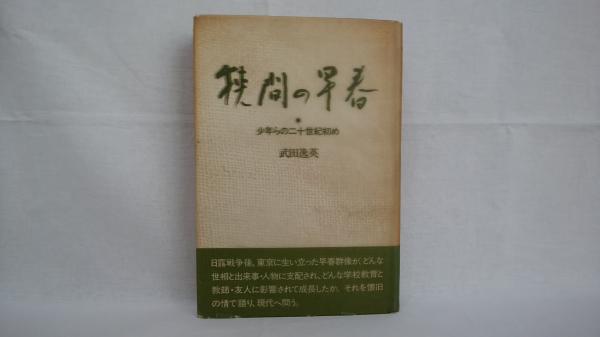 狭間の早春
少年らの二十世紀初め
武田逸英
日露戦争後、東京に生い立った早春群像が、どんな
世相と出来事・人物に支配され、どんな学校教育と
教師・友人に影響されて成長したか。それを懐旧
の情で語り、現代へ問う。